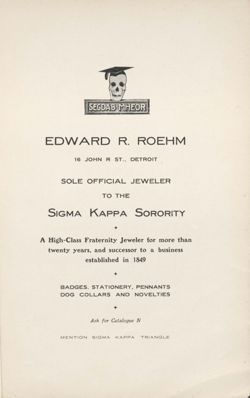 SEGDAB MHEOR
EDWARD R. ROEHM
16 JOHN R ST., DETROIT
SOLE OFFICIAL JEWELER
TO THE
SIGMA KAPPA SORORITY
A High-Class Fraternity Jeweler for more than
twenty years, and successor to a business
established in 1849
BADGES, STATIONERY, PENNANTS
DOG COLLARS AND NOVELTIES
Ask for Catalogue N
MENTION SIGMA KAPPA TRIANGLE